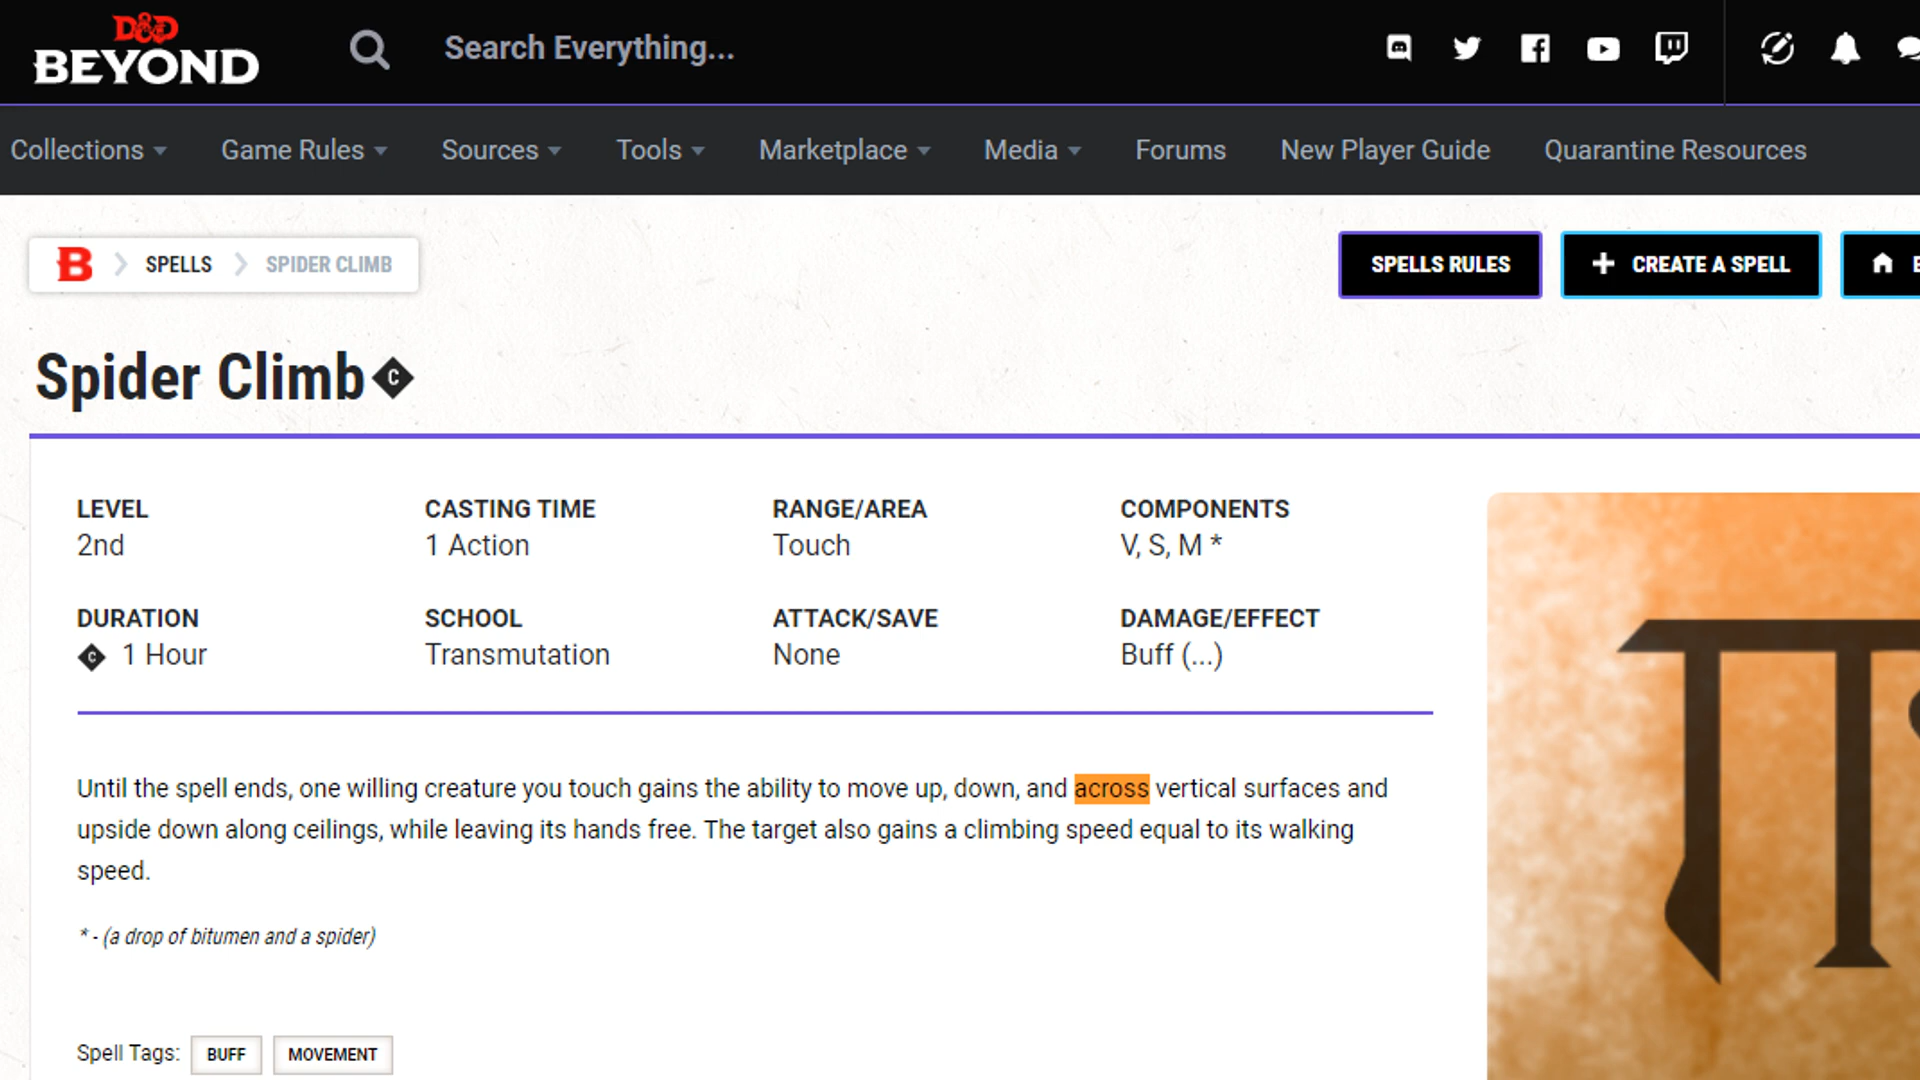 D&D
BEYOND
Search Everything...
Collections
Game Rules
Sources
Tools
Marketplace
Media
Forums
New Player Guide
Quarantine Resources
B
SPELLS
SPIDER CLIMB
SPELLS RULES
CREATE A SPELL
Spider Climb C
LEVEL
2nd
CASTING TIME
1 Action
RANGE/AREA
Touch
COMPONENTS
V, S, M *
DURATION
C 1 Hour
SCHOOL
Transmutation
ATTACK/SAVE
None
DAMAGE/EFFECT
Buff (...)
Until the spell ends, one willing creature you touch gains the ability to move up, down, and across vertical surfaces and
upside down along ceilings, while leaving its hands free. The target also gains a climbing speed equal to its walking
speed.
* - (a drop of bitumen and a spider)
Spell Tags: BUFF MOVEMENT